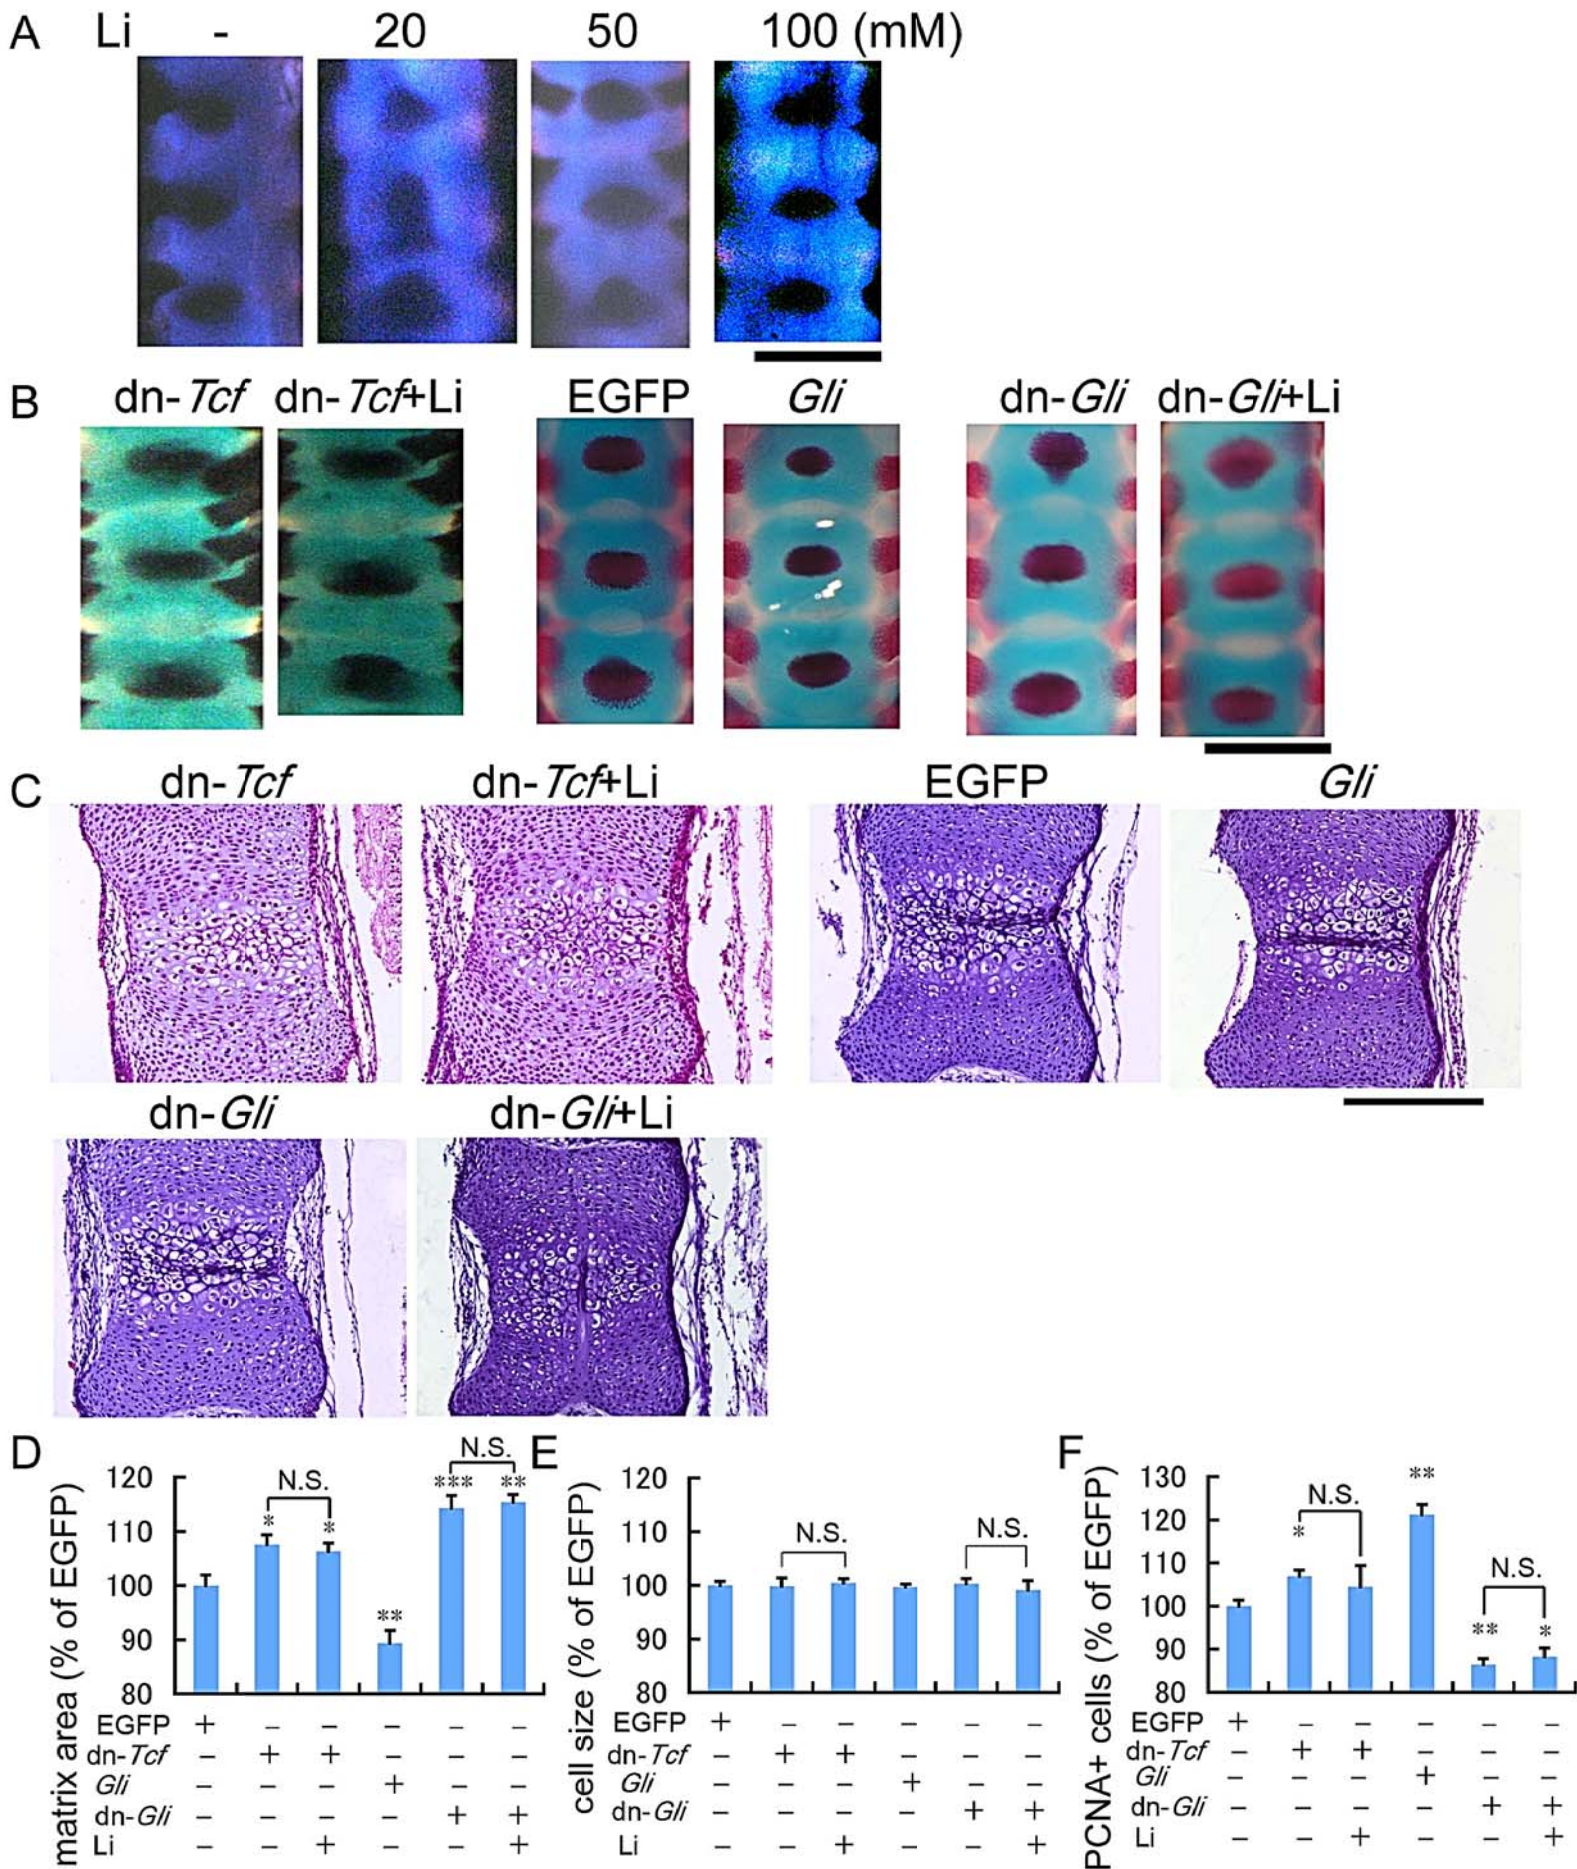 A Li - 20 50 100 (mM)
B dn-Tcf dn-Tcf+Li EGFP Gli dn-Gli dn-Gli+Li
C dn-Tcf dn-Tcf+Li EGFP Gli
dn-Gli dn-Gli+Li
D
matrix area (% of EGFP)
120
110
100
90
80
* N.S. * ** *** N.S. **
EGFP + – – – – –
dn-Tcf – + + – – –
Gli – – – + – –
dn-Gli – – – – + +
Li – – + – – +
E
cell size (% of EGFP)
120
110
100
90
80
N.S. N.S.
EGFP + – – – – –
dn-Tcf – + + – – –
Gli – – – + – –
dn-Gli – – – – + +
Li – – + – – +
F
PCNA+ cells (% of EGFP)
130
120
110
100
90
80
* N.S. ** ** N.S. *
EGFP + – – – – –
dn-Tcf – + + – – –
Gli – – – + – –
dn-Gli – – – – + +
Li – – + – – +